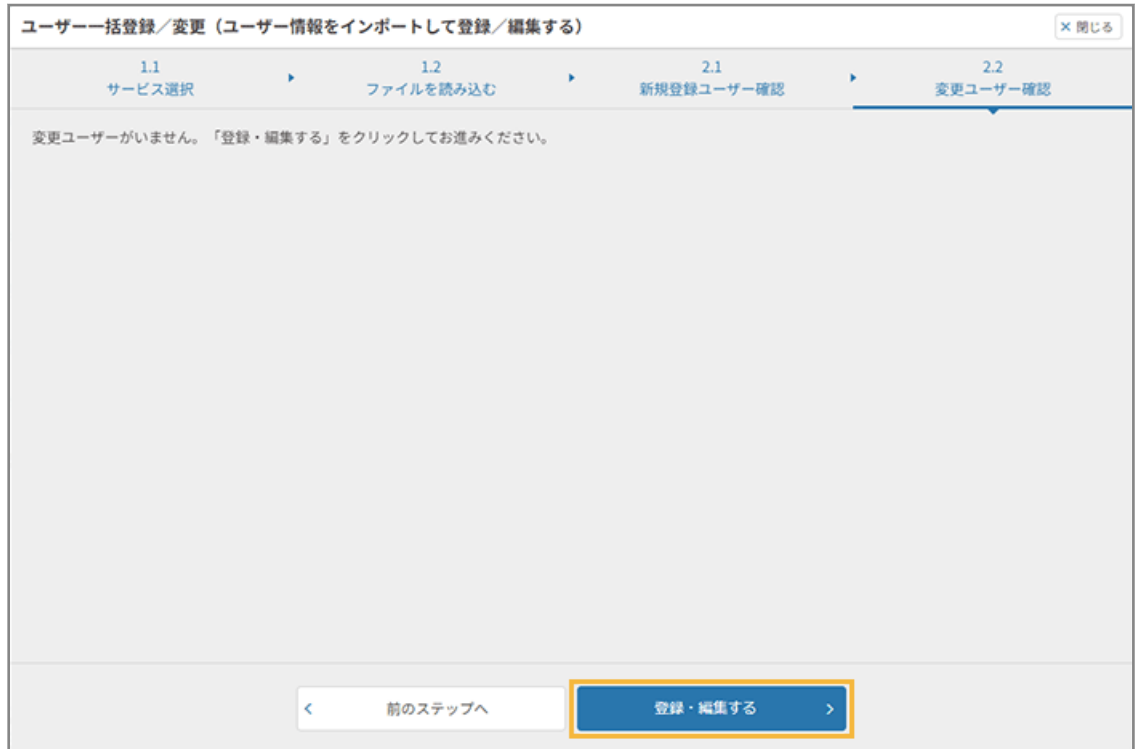 ユーザー一括登録／変更（ユーザー情報をインポートして登録／編集する）
× 閉じる
1.1
サービス選択
1.2
ファイルを読み込む
2.1
新規登録ユーザー確認
2.2
変更ユーザー確認
変更ユーザーがいません。「登録・編集する」をクリックしてお進みください。
前のステップへ
登録・編集する